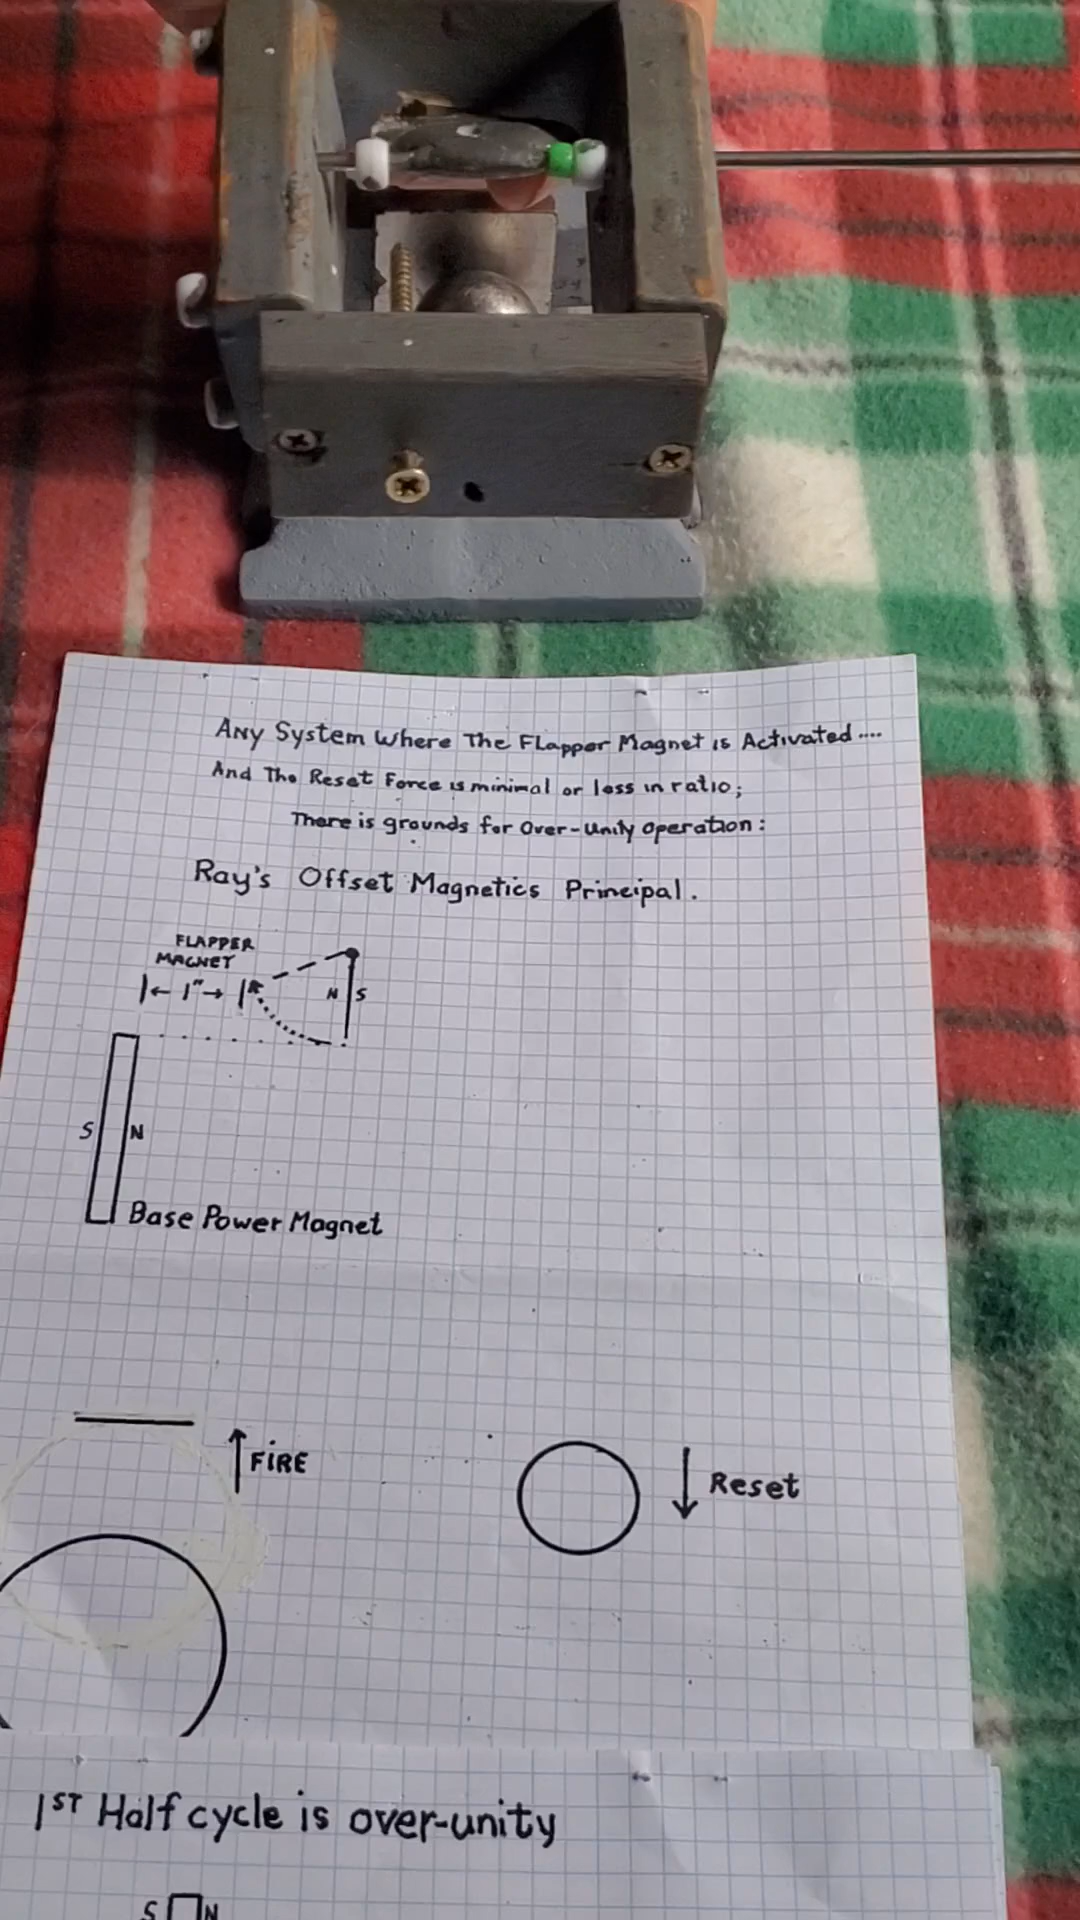 Any System Where The Flapper Magnet is Activated....
And The Reset Force is minimal or less in ratio;
There is grounds for Over-Unity operation:
Ray's Offset Magnetics Principal.
FLAPPER
MAGNET
1"
N S
S N
Base Power Magnet
FIRE
Reset
1ST Half cycle is over-unity
S N